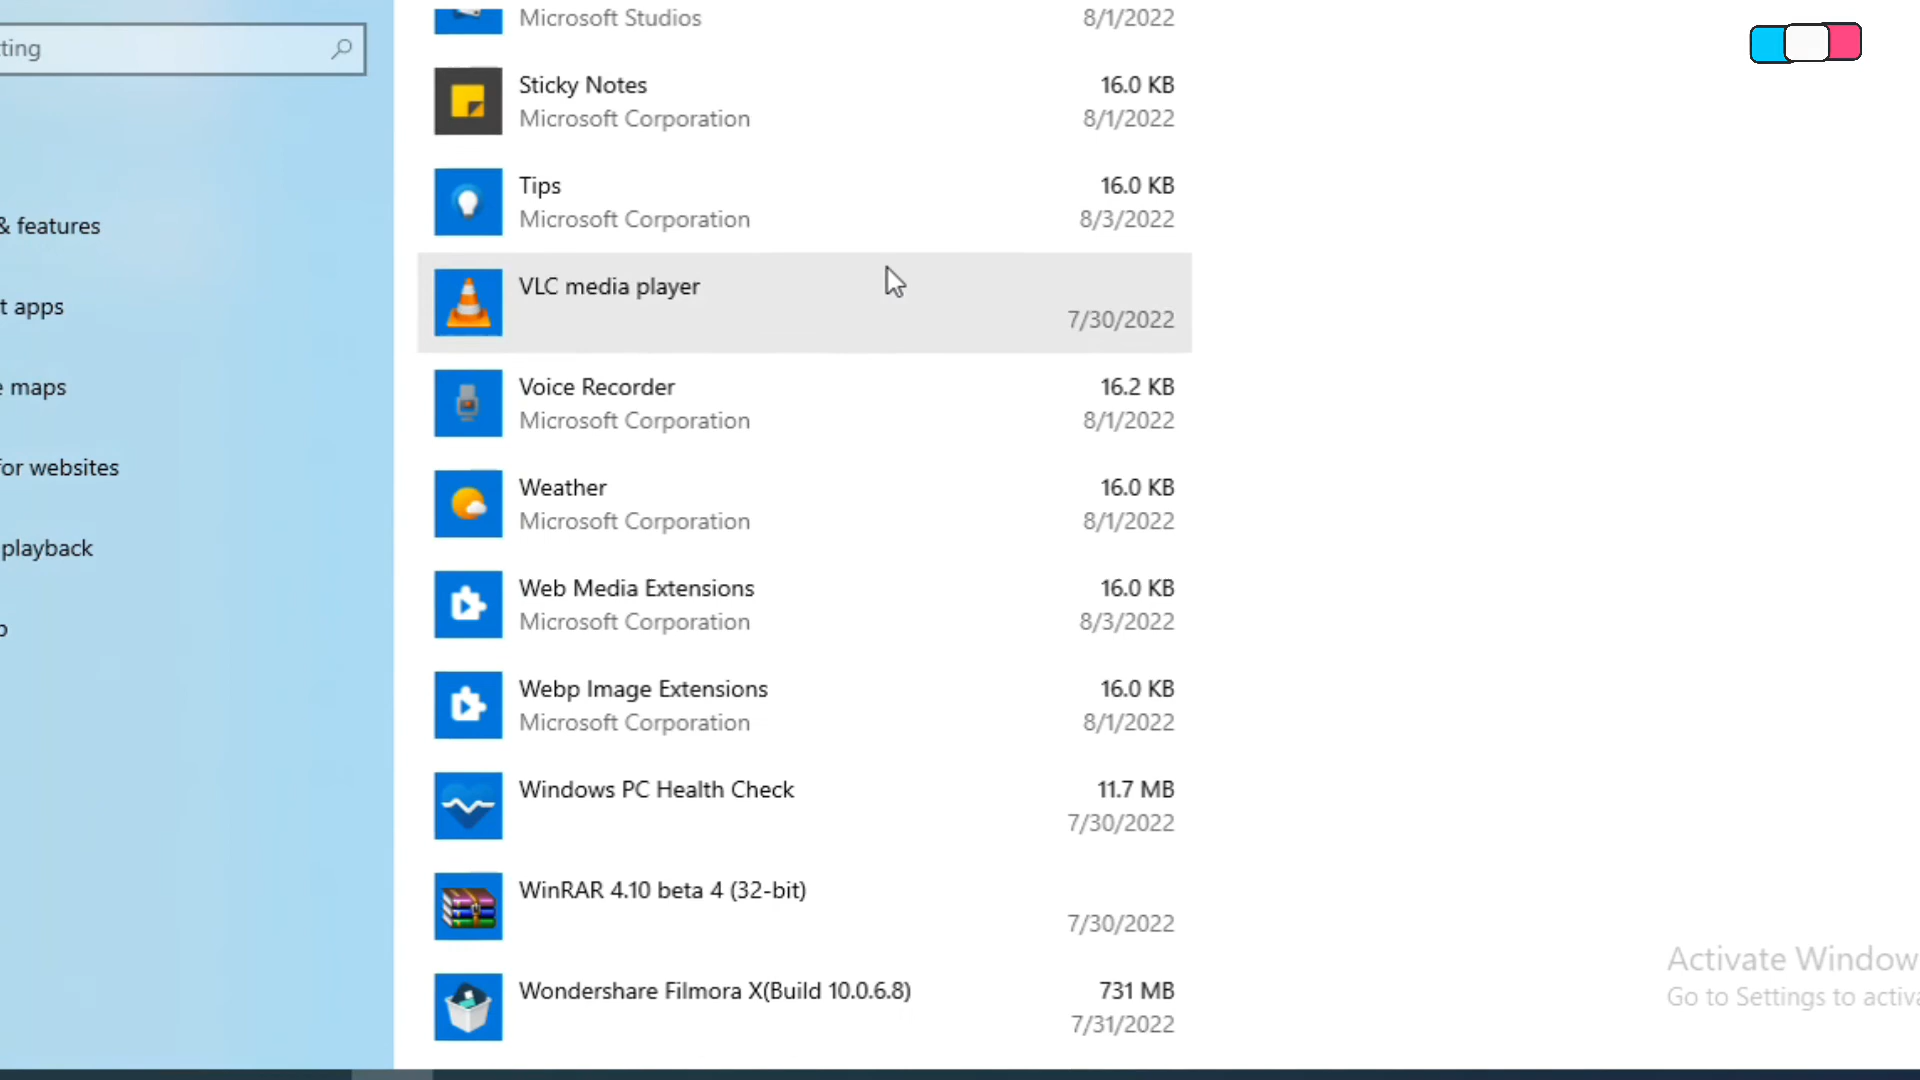 ting
& features
t apps
e maps
for websites
playback
p
Microsoft Studios 8/1/2022
Sticky Notes 16.0 KB
Microsoft Corporation 8/1/2022
Tips 16.0 KB
Microsoft Corporation 8/3/2022
VLC media player
7/30/2022
Voice Recorder 16.2 KB
Microsoft Corporation 8/1/2022
Weather 16.0 KB
Microsoft Corporation 8/1/2022
Web Media Extensions 16.0 KB
Microsoft Corporation 8/3/2022
Webp Image Extensions 16.0 KB
Microsoft Corporation 8/1/2022
Windows PC Health Check 11.7 MB
7/30/2022
WinRAR 4.10 beta 4 (32-bit)
7/30/2022
Wondershare Filmora X(Build 10.0.6.8) 731 MB
7/31/2022
Activate Window
Go to Settings to activa